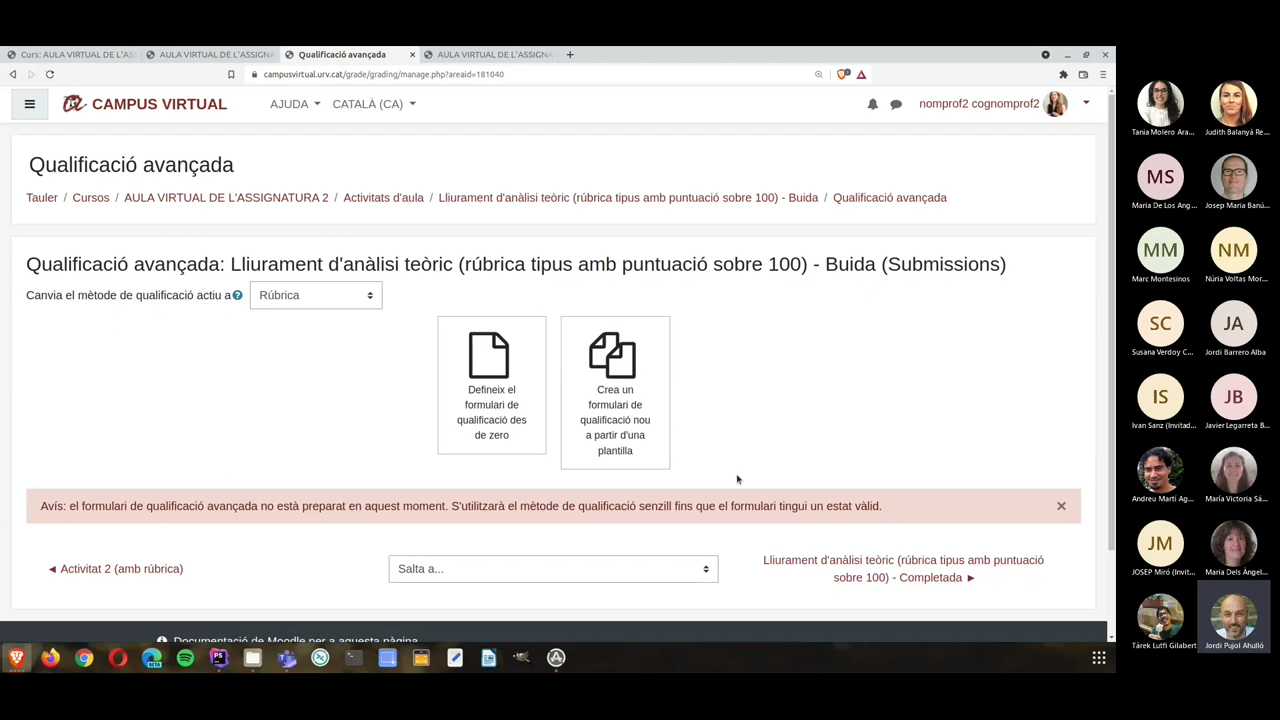 Curs: AULA VIRTUAL DE L'ASS
AULA VIRTUAL DE L'ASSIGNA
Qualificació avançada
AULA VIRTUAL DE L'ASSIGNA
campusvirtual.urv.cat/grade/grading/manage.php?areaid=181040
CAMPUS VIRTUAL
AJUDA
CATALÀ (CA)
nomprof2 cognomprof2
Qualificació avançada
Tauler / Cursos / AULA VIRTUAL DE L'ASSIGNATURA 2 / Activitats d'aula / Lliurament d'anàlisi teòric (rúbrica tipus amb puntuació sobre 100) - Buida / Qualificació avançada
Qualificació avançada: Lliurament d'anàlisi teòric (rúbrica tipus amb puntuació sobre 100) - Buida (Submissions)
Canvia el mètode de qualificació actiu a
Rúbrica
Defineix el
formulari de
qualificació des
de zero
Crea un
formulari de
qualificació nou
a partir d'una
plantilla
Avís: el formulari de qualificació avançada no està preparat en aquest moment. S'utilitzarà el mètode de qualificació senzill fins que el formulari tingui un estat vàlid.
◄ Activitat 2 (amb rúbrica)
Salta a...
Lliurament d'anàlisi teòric (rúbrica tipus amb puntuació
sobre 100) - Completada ►
Documentació de Moodle per a aquesta pàgina
Tania Molero Ara...
Judith Balanyà Re...
MS
Maria De Los Ang...
Josep Maria Banú...
MM
Marc Montesinos
NM
Núria Voltas Mor...
SC
Susana Verdoy C...
JA
Jordi Barrero Alba
IS
Ivan Sanz (Invitad...
JB
Javier Legarreta B...
Andreu Martí Ag...
María Victoria Sá...
JM
JOSEP Miró (Invit...
Maria Dels Àngel...
Tàrek Lutfi Gilabert
Jordi Pujol Ahulló